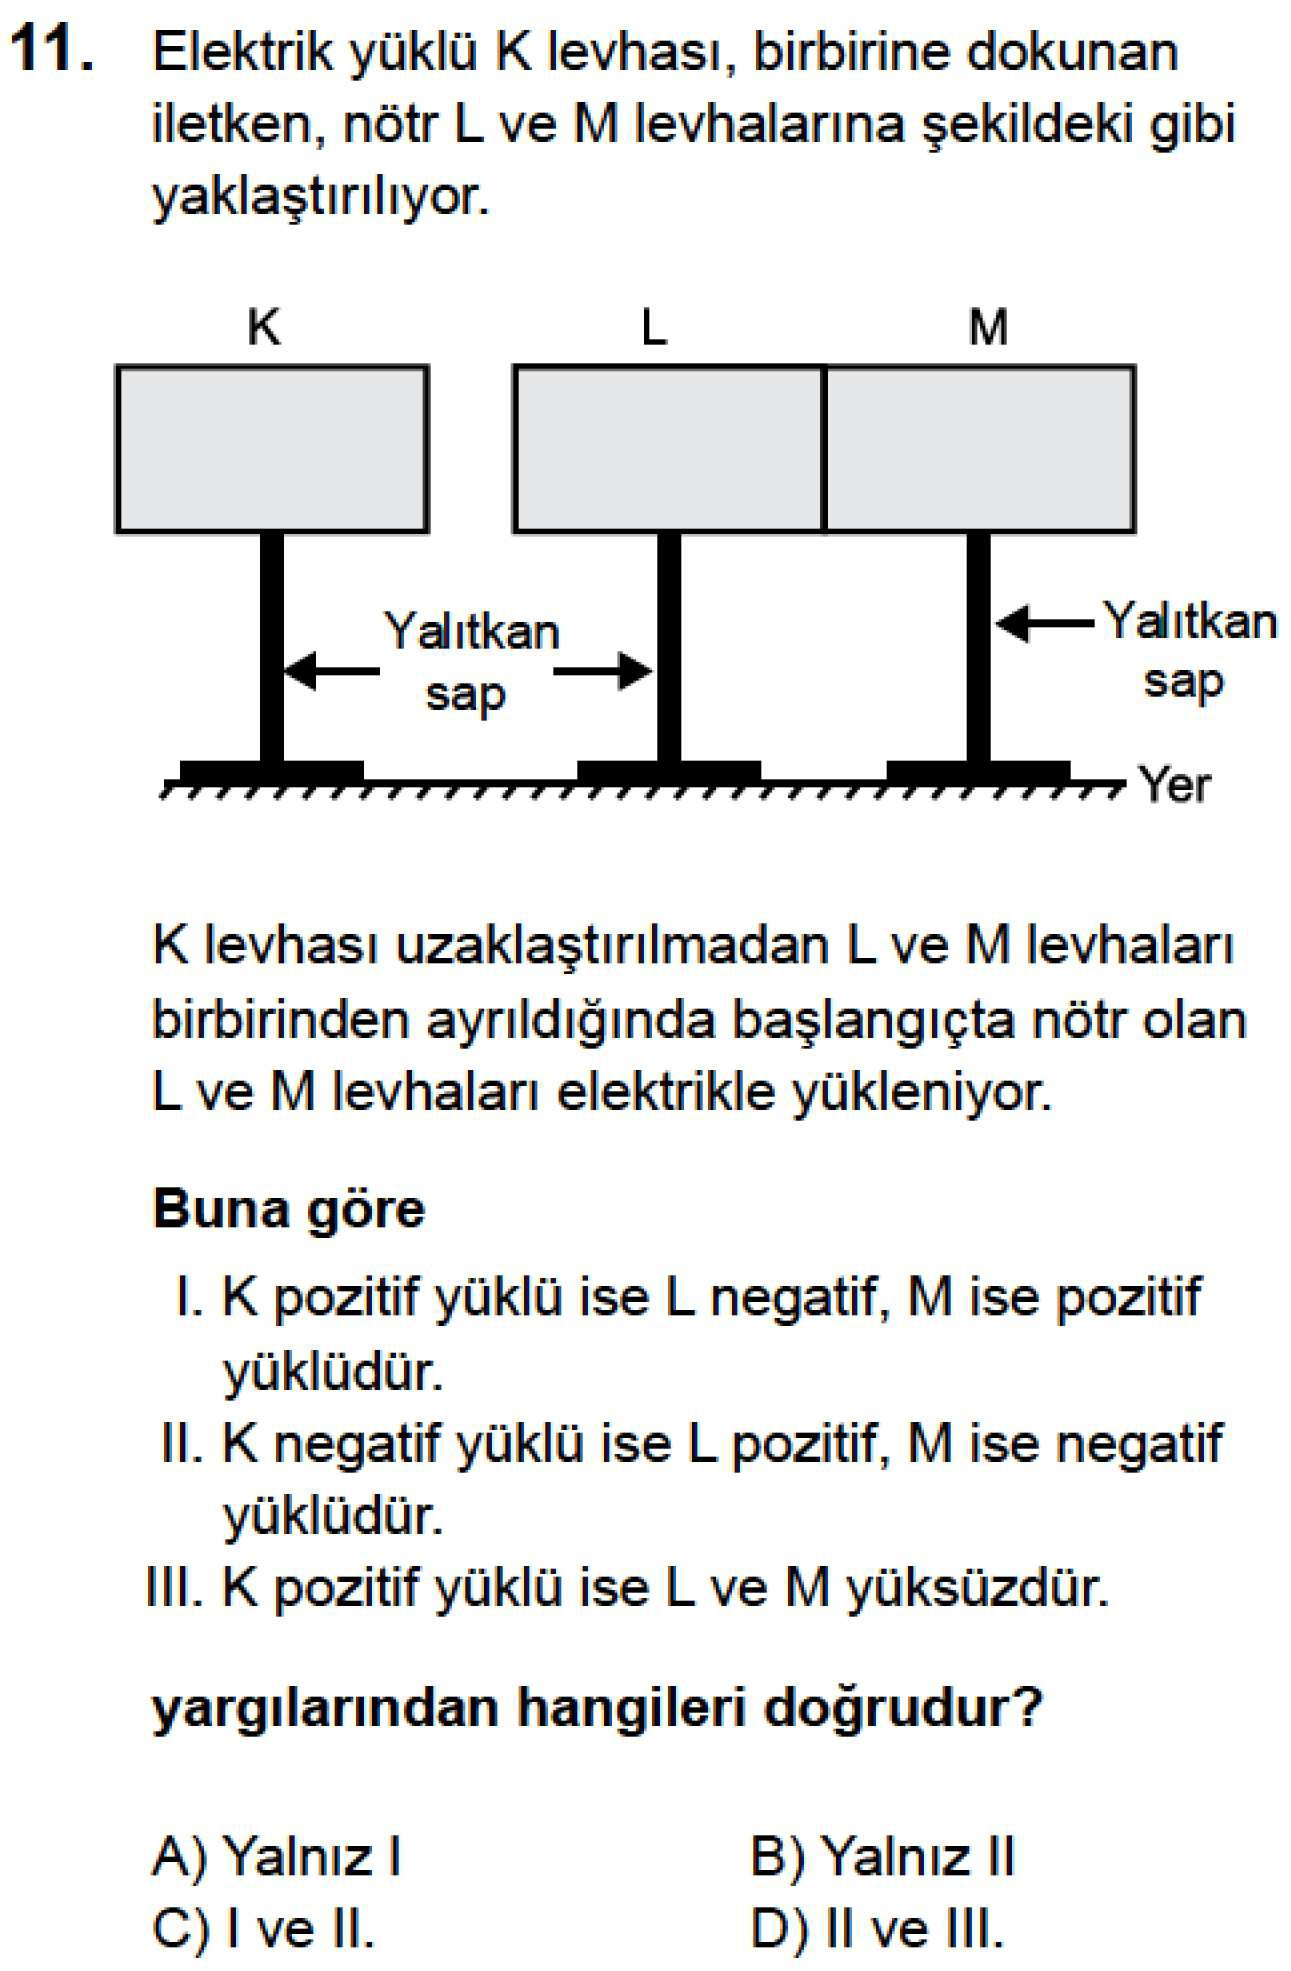 11. Elektrik yüklü K levhası, birbirine dokunan
iletken, nötr L ve M levhalarına şekildeki gibi
yaklaştırılıyor.
K L M
Yalıtkan
sap
Yalıtkan
sap
Yer
K levhası uzaklaştırılmadan L ve M levhaları
birbirinden ayrıldığında başlangıçta nötr olan
L ve M levhaları elektrikle yükleniyor.
Buna göre
I. K pozitif yüklü ise L negatif, M ise pozitif
yüklüdür.
II. K negatif yüklü ise L pozitif, M ise negatif
yüklüdür.
III. K pozitif yüklü ise L ve M yüksüzdür.
yargılarından hangileri doğrudur?
A) Yalnız I B) Yalnız II
C) I ve II. D) II ve III.